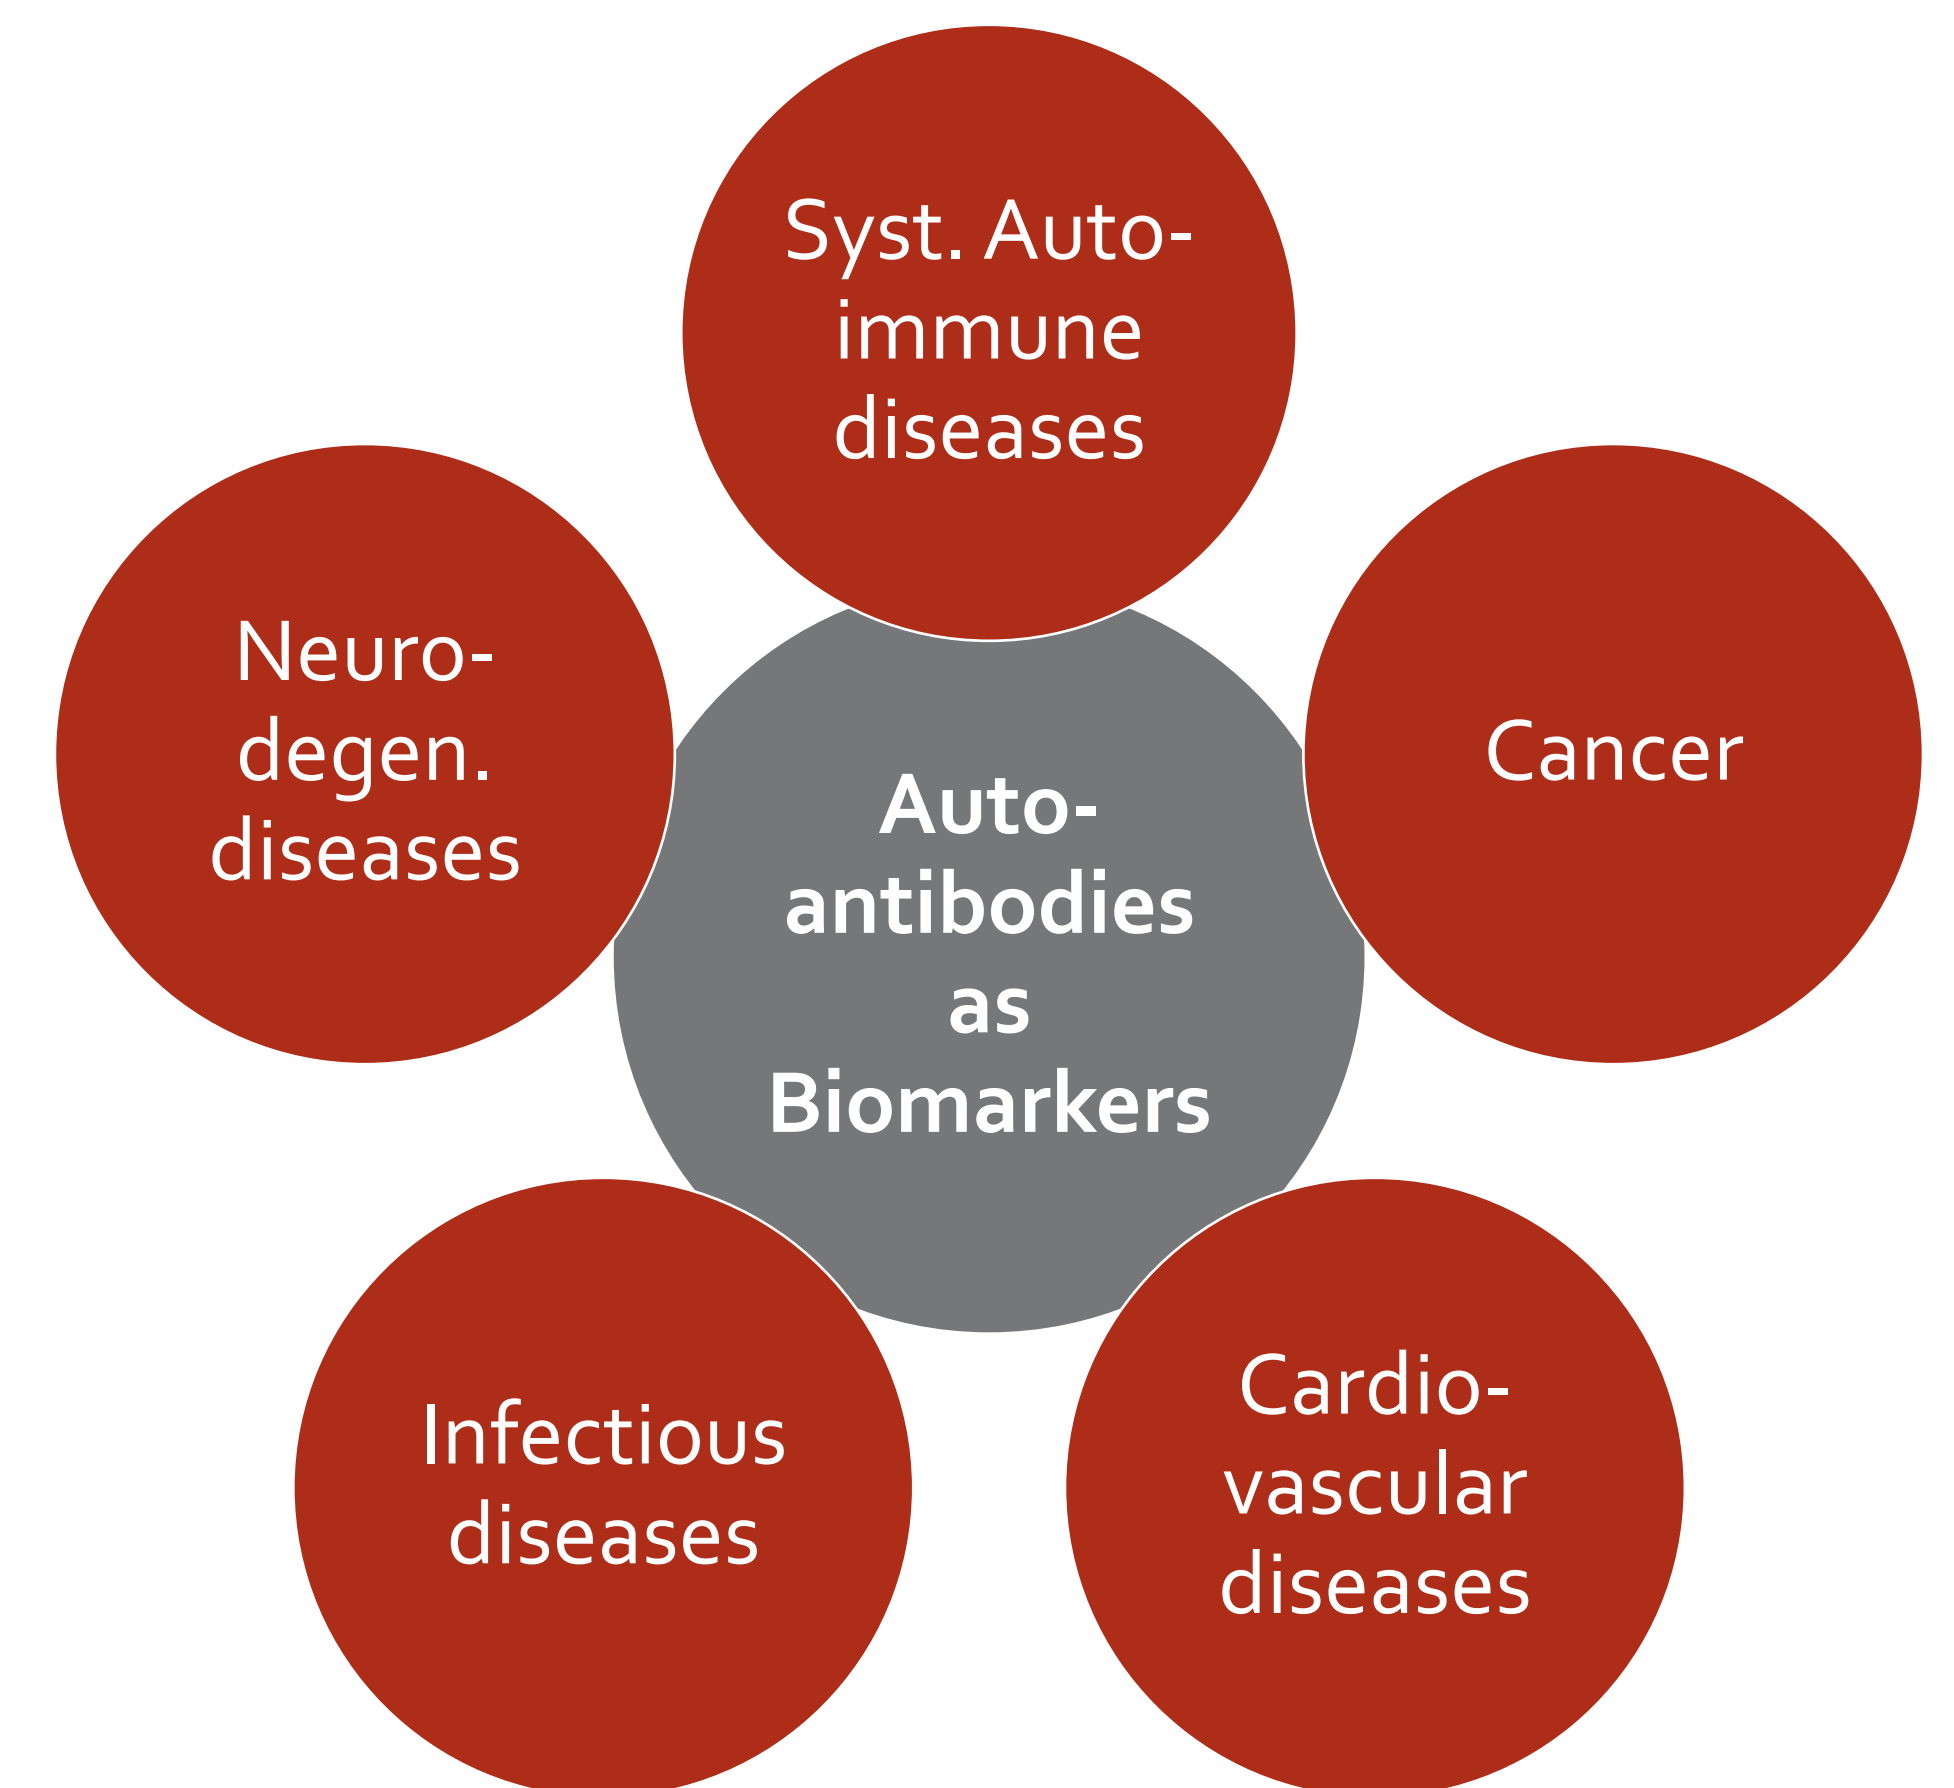 Syst. Auto-
immune
diseases
Neuro-
degen.
diseases
Cancer
Auto-
antibodies
as
Biomarkers
Infectious
diseases
Cardio-
vascular
diseases